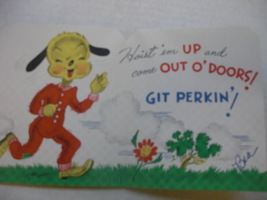 Hoist 'em UP and
come OUT O' DOORS!
GIT PERKIN'!